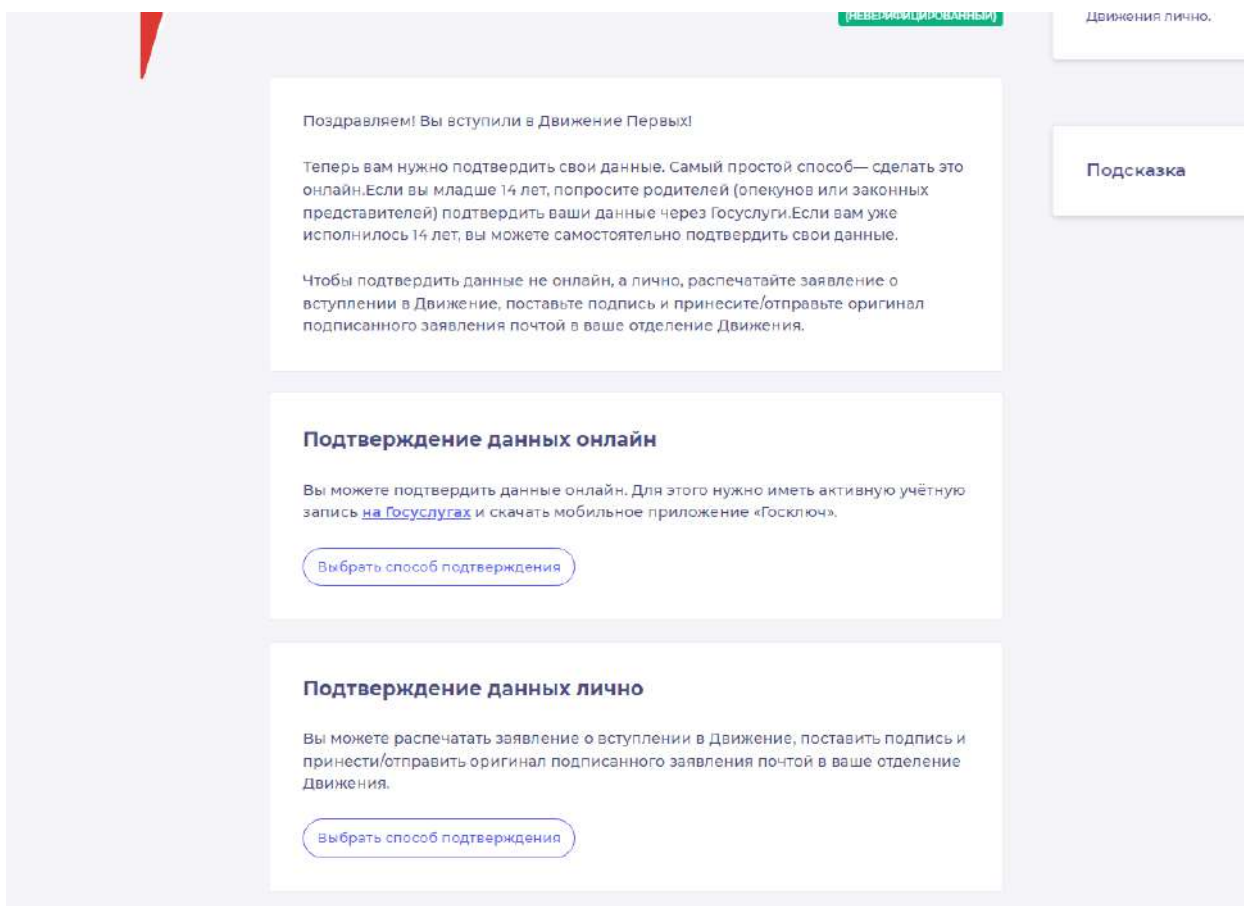 (НЕВЕРИФИЦИРОВАННЫЙ)
Движения лично.
Поздравляем! Вы вступили в Движение Первых!
Теперь вам нужно подтвердить свои данные. Самый простой способ— сделать это
онлайн.Если вы младше 14 лет, попросите родителей (опекунов или законных
представителей) подтвердить ваши данные через Госуслуги.Если вам уже
исполнилось 14 лет, вы можете самостоятельно подтвердить свои данные.
Чтобы подтвердить данные не онлайн, а лично, распечатайте заявление о
вступлении в Движение, поставьте подпись и принесите/отправьте оригинал
подписанного заявления почтой в ваше отделение Движения.
Подсказка
Подтверждение данных онлайн
Вы можете подтвердить данные онлайн. Для этого нужно иметь активную учётную
запись на Госуслугах и скачать мобильное приложение «Госключ».
Выбрать способ подтверждения
Подтверждение данных лично
Вы можете распечатать заявление о вступлении в Движение, поставить подпись и
принести/отправить оригинал подписанного заявления почтой в ваше отделение
Движения.
Выбрать способ подтверждения